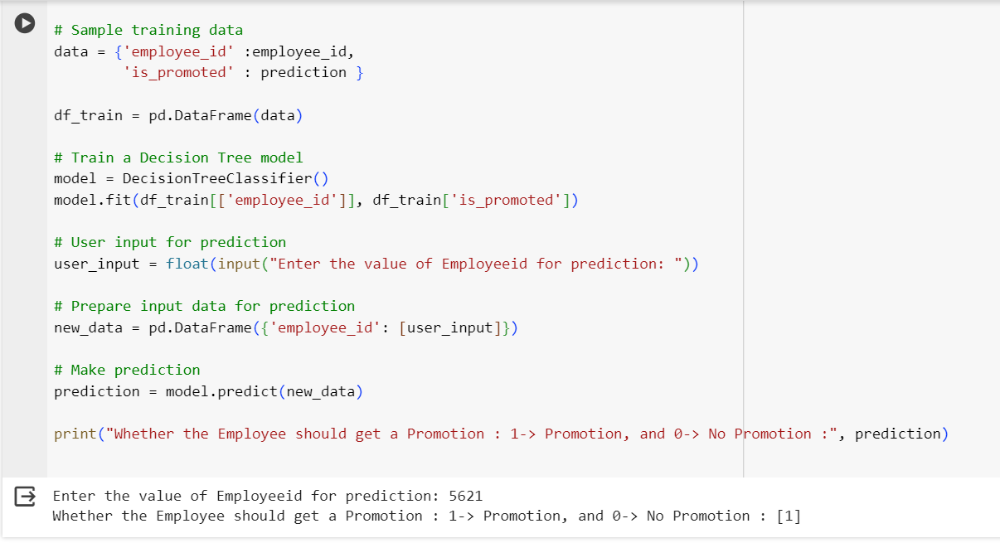 # Sample training data
data = {'employee_id' :employee_id,
        'is_promoted' : prediction }
df_train = pd.DataFrame(data)
# Train a Decision Tree model
model = DecisionTreeClassifier()
model.fit(df_train[['employee_id']], df_train['is_promoted'])
# User input for prediction
user_input = float(input("Enter the value of Employeeid for prediction: "))
# Prepare input data for prediction
new_data = pd.DataFrame({'employee_id': [user_input]})
# Make prediction
prediction = model.predict(new_data)
print("Whether the Employee should get a Promotion : 1-> Promotion, and 0-> No Promotion :", prediction)
Enter the value of Employeeid for prediction: 5621
Whether the Employee should get a Promotion : 1-> Promotion, and 0-> No Promotion : [1]